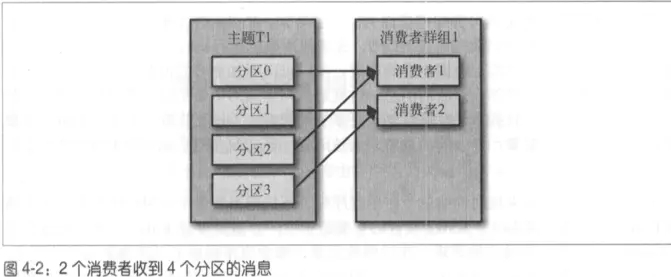 主题T1
消费者群组1
分区0
消费者1
分区1
消费者2
分区2
分区3
图 4-2：2 个消费者收到 4 个分区的消息